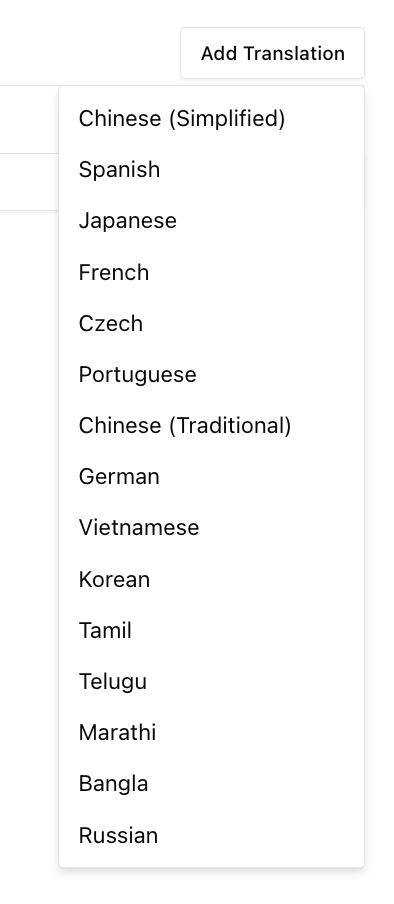 Add Translation
Chinese (Simplified)
Spanish
Japanese
French
Czech
Portuguese
Chinese (Traditional)
German
Vietnamese
Korean
Tamil
Telugu
Marathi
Bangla
Russian